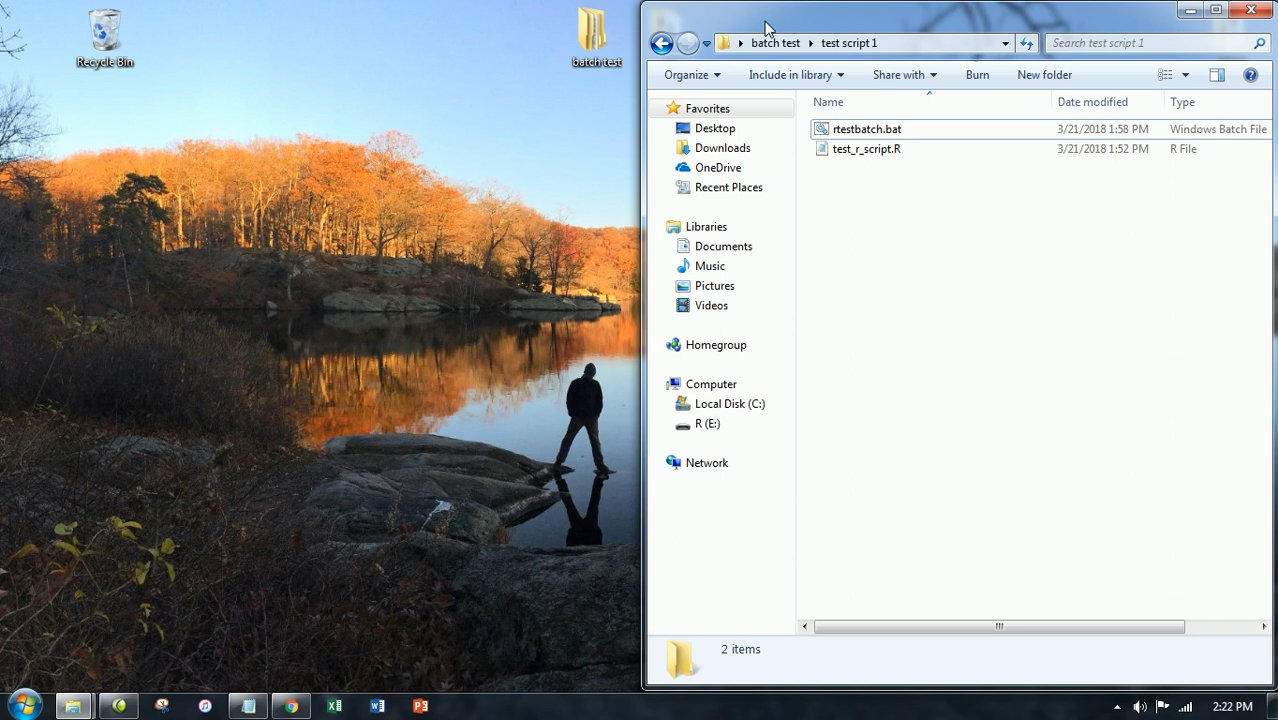 Recycle Bin
batch test
batch test test script 1
Search test script 1
Organize Include in library Share with Burn New folder
Name Date modified Type
Favorites
Desktop
Downloads
OneDrive
Recent Places
Libraries
Documents
Music
Pictures
Videos
Homegroup
Computer
Local Disk (C:)
R (E:)
Network
rtestbatch.bat 3/21/2018 1:58 PM Windows Batch File
test_r_script.R 3/21/2018 1:52 PM R File
2 items
2:22 PM